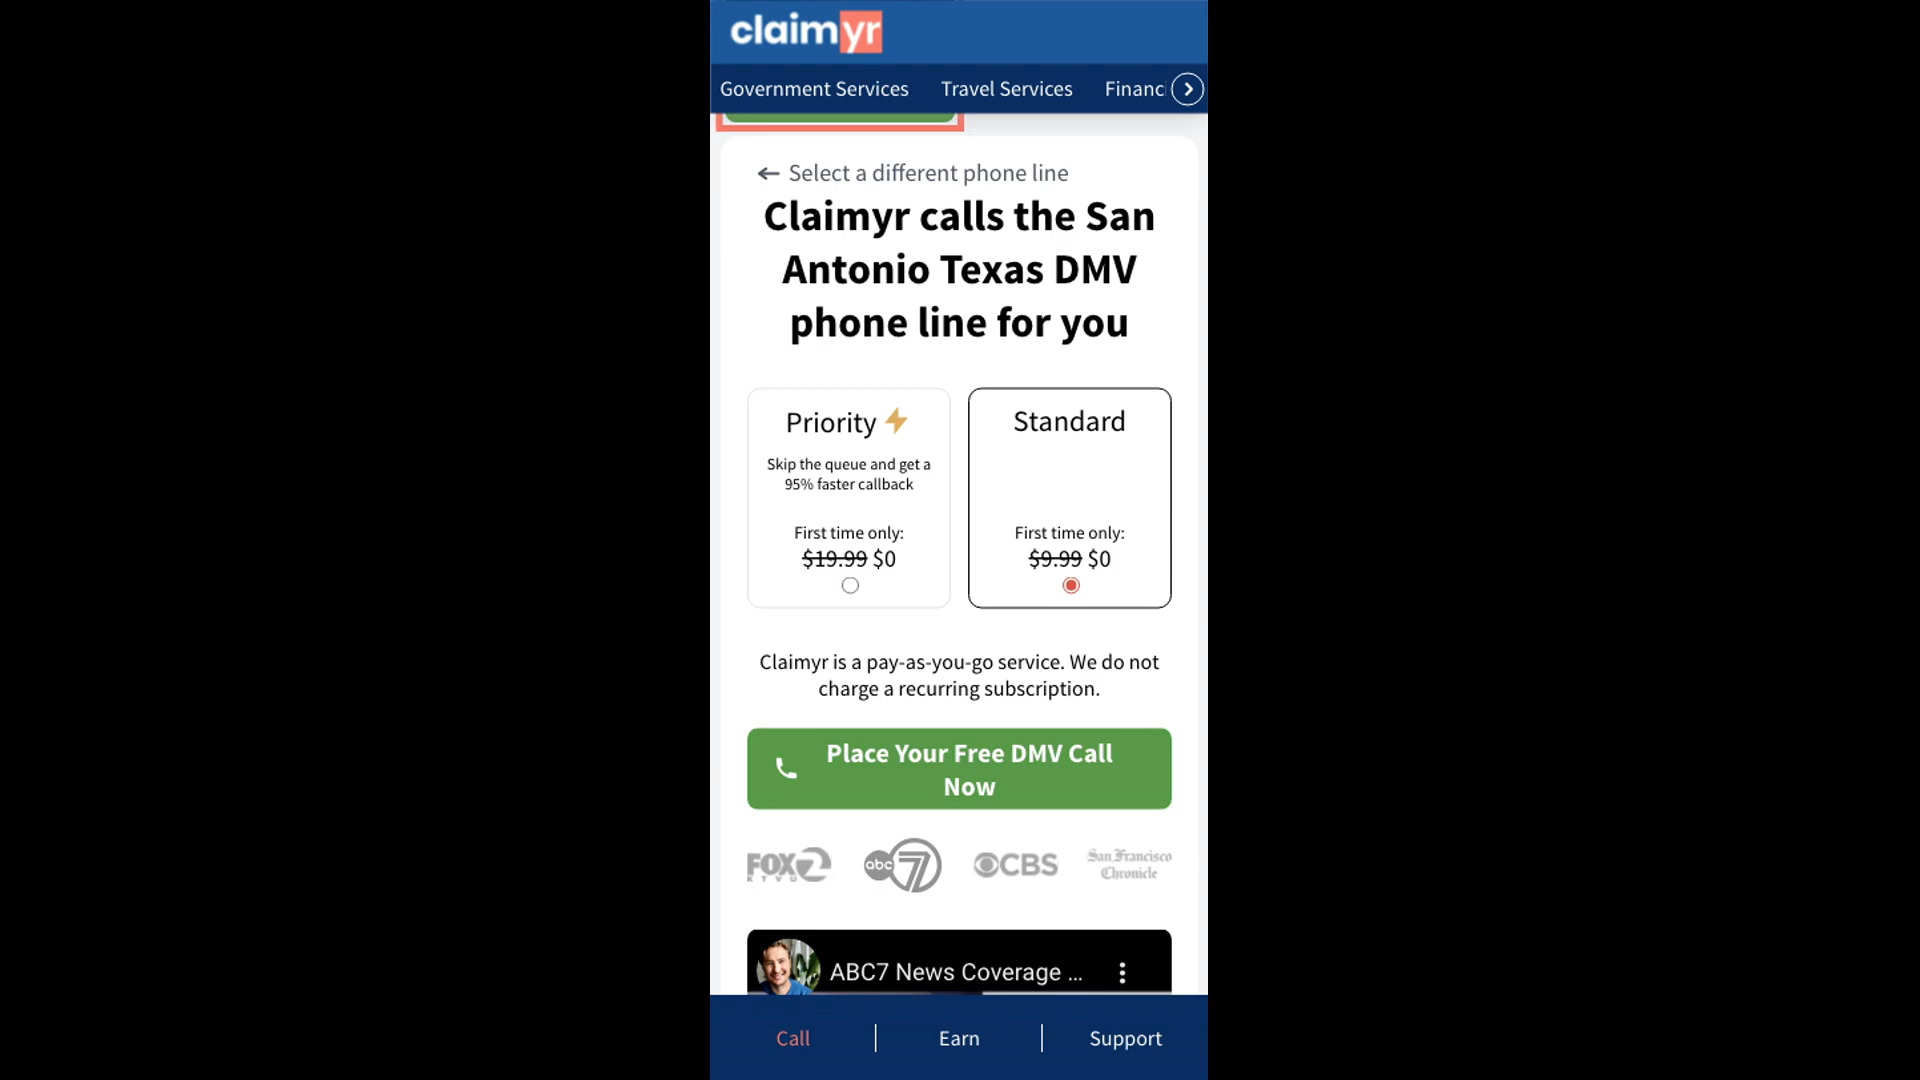 claimyr
Government Services Travel Services Financ
← Select a different phone line
Claimyr calls the San
Antonio Texas DMV
phone line for you
Priority
Skip the queue and get a
95% faster callback
First time only:
$19.99 $0
Standard
First time only:
$9.99 $0
Claimyr is a pay-as-you-go service. We do not
charge a recurring subscription.
Place Your Free DMV Call
Now
FOX 2
KTVU
abc 7
CBS
San Francisco
Chronicle
ABC7 News Coverage ...
Call | Earn | Support